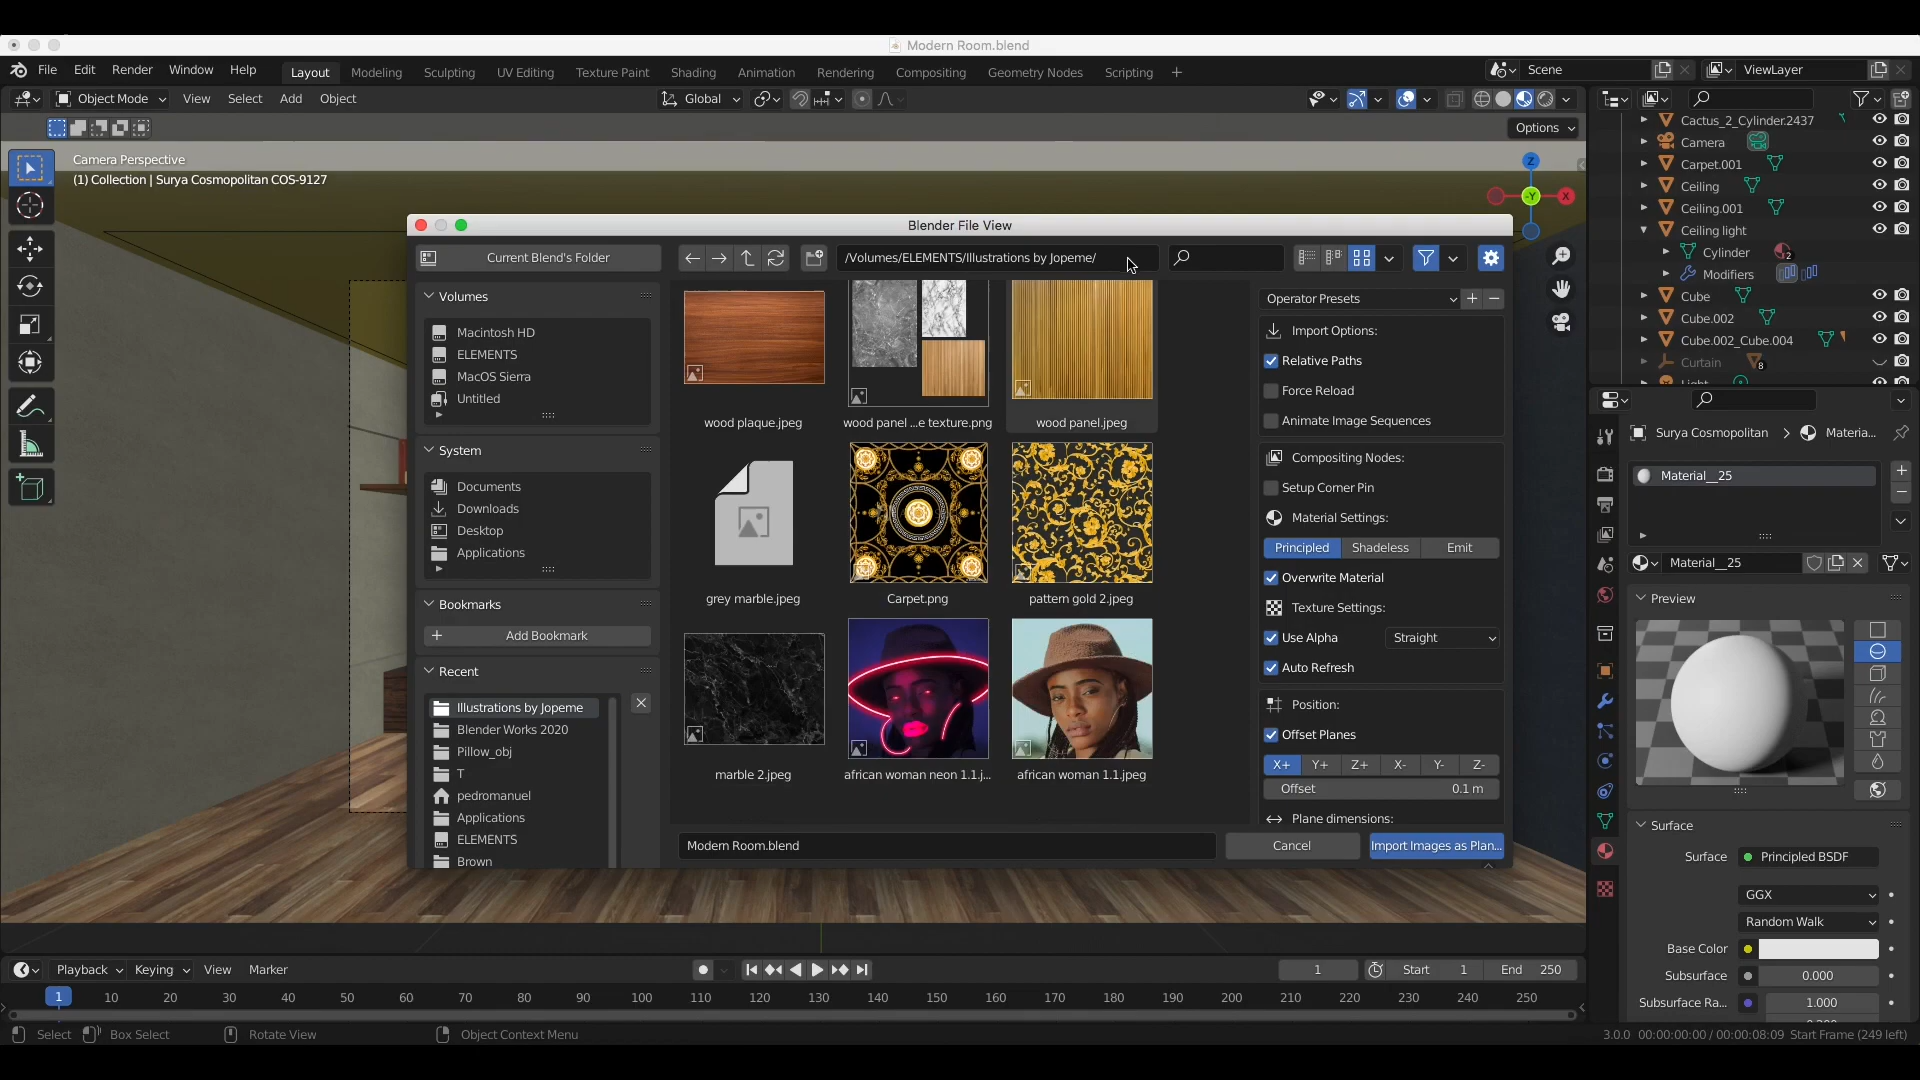 Modern Room.blend
File Edit Render Window Help
Layout Modeling Sculpting UV Editing Texture Paint Shading Animation Rendering Compositing Geometry Nodes Scripting +
Scene
ViewLayer
Object Mode View Select Add Object
Global
Options
Camera Perspective
(1) Collection | Surya Cosmopolitan COS-9127
Z
-Y
X
Blender File View
Current Blend's Folder
/Volumes/ELEMENTS/Illustrations by Jopeme/
Volumes
Macintosh HD
ELEMENTS
MacOS Sierra
Untitled
System
Documents
Downloads
Desktop
Applications
Bookmarks
+ Add Bookmark
Recent
Illustrations by Jopeme
Blender Works 2020
Pillow_obj
T
pedromanuel
Applications
ELEMENTS
Brown
wood plaque.jpeg
wood panel ...e texture.png
wood panel.jpeg
grey marble.jpeg
Carpet.png
pattern gold 2.jpeg
marble 2.jpeg
african woman neon 1.1.j...
african woman 1.1.jpeg
Operator Presets
Import Options:
Relative Paths
Force Reload
Animate Image Sequences
Compositing Nodes:
Setup Corner Pin
Material Settings:
Principled Shadeless Emit
Overwrite Material
Texture Settings:
Use Alpha Straight
Auto Refresh
Position:
Offset Planes
X+ Y+ Z+ X- Y- Z-
Offset 0.1 m
Plane dimensions:
Modern Room.blend
Cancel
Import Images as Plan...
Cactus_2_Cylinder.2437
Camera
Carpet.001
Ceiling
Ceiling.001
Ceiling light
Cylinder 2
Modifiers
Cube
Cube.002
Cube.002_Cube.004
Curtain 8
Light
Surya Cosmopolitan > Materia...
Material__25
Material__25
Preview
Surface
Surface Principled BSDF
GGX
Random Walk
Base Color
Subsurface 0.000
Subsurface Ra... 1.000
Playback Keying View Marker
1
Start 1
End 250
1 10 20 30 40 50 60 70 80 90 100 110 120 130 140 150 160 170 180 190 200 210 220 230 240 250
Select Box Select Rotate View Object Context Menu
3.0.0 00:00:00:00 / 00:00:08:09 Start Frame (249 left)